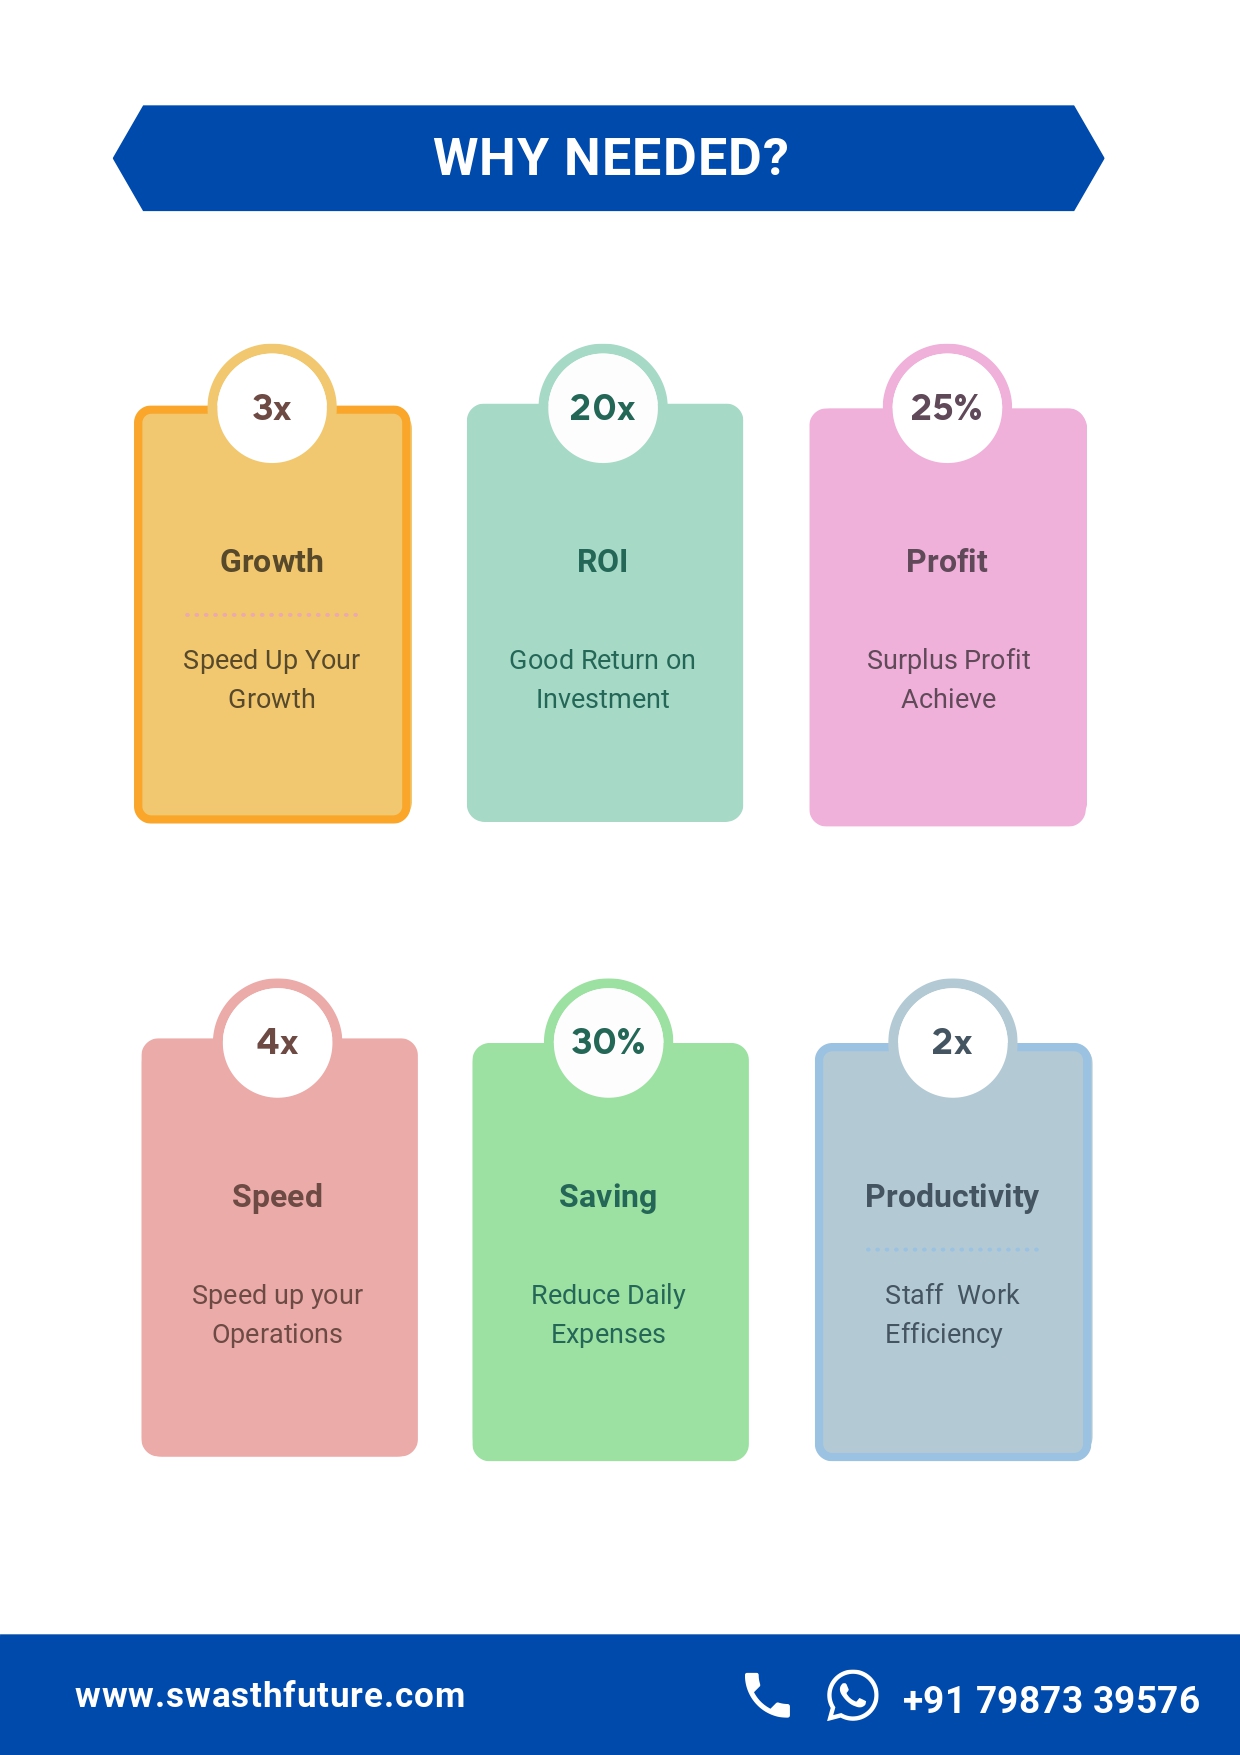 WHY NEEDED?
3x
Growth
Speed Up Your
Growth
20x
ROI
Good Return on
Investment
25%
Profit
Surplus Profit
Achieve
4x
Speed
Speed up your
Operations
30%
Saving
Reduce Daily
Expenses
2x
Productivity
Staff  Work
Efficiency
www.swasthfuture.com
+91 79873 39576